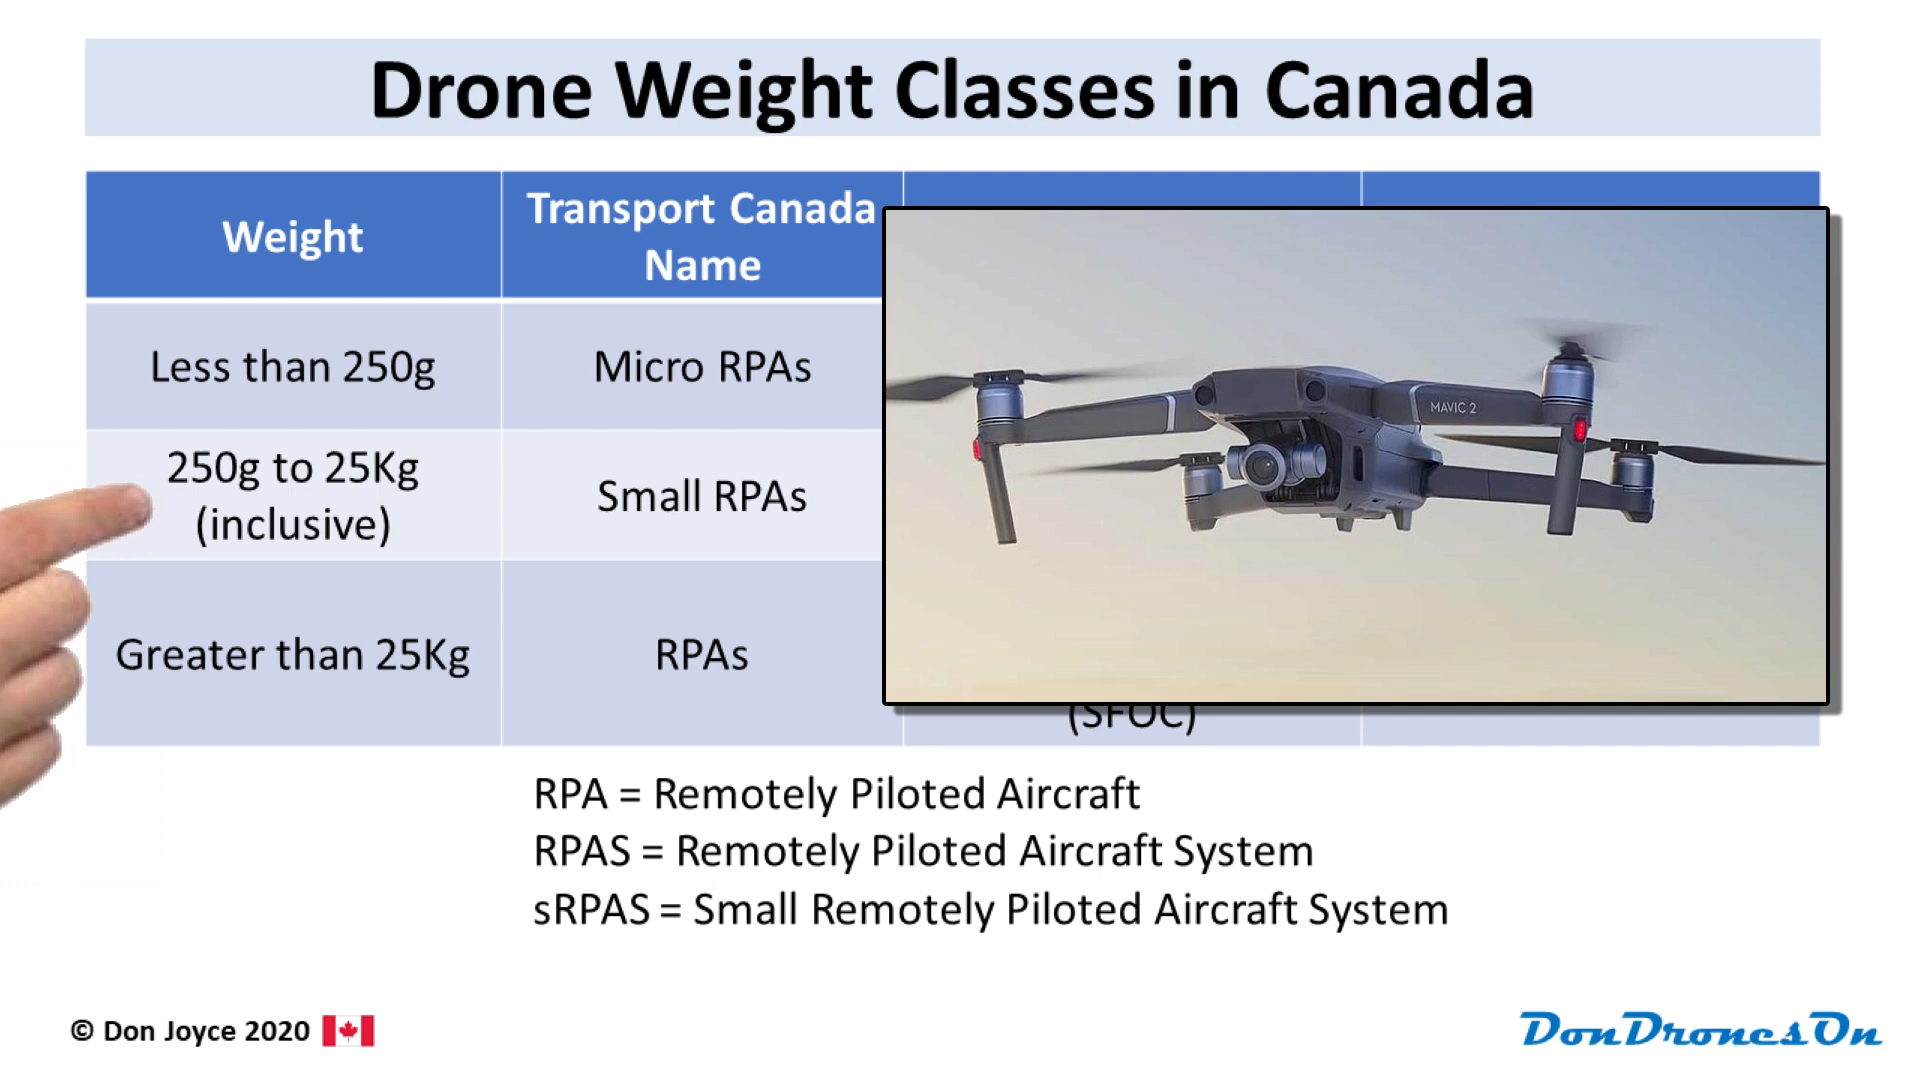 Drone Weight Classes in Canada
Weight
Transport Canada
Name
Less than 250g
Micro RPAs
250g to 25Kg
(inclusive)
Small RPAs
Greater than 25Kg
RPAs
(SFOC)
MAVIC 2
RPA = Remotely Piloted Aircraft
RPAS = Remotely Piloted Aircraft System
sRPAS = Small Remotely Piloted Aircraft System
© Don Joyce 2020
DonDronesOn